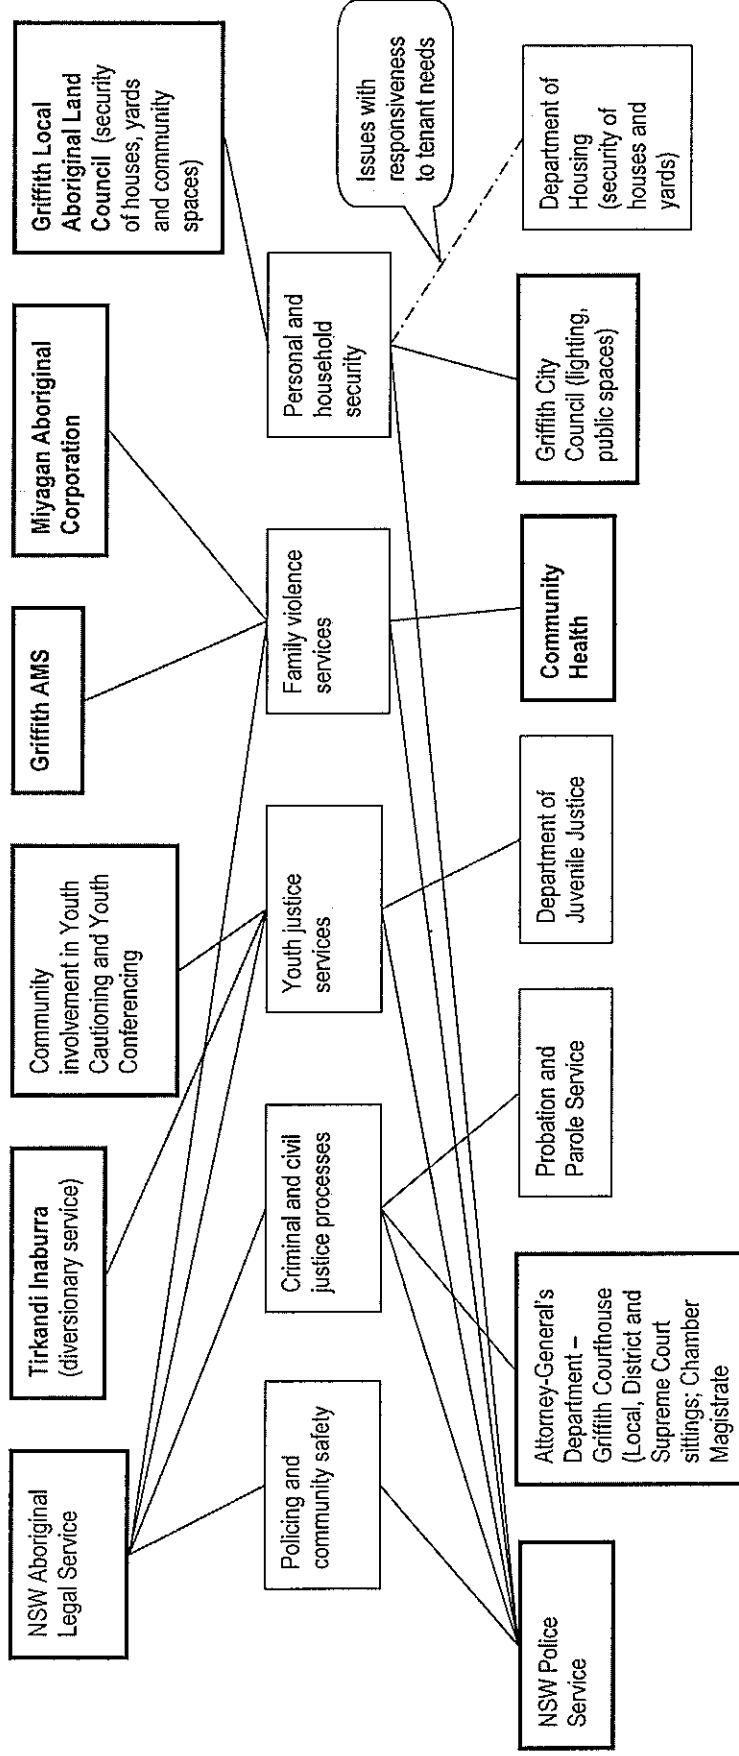 NSW Aboriginal
Legal Service
Tirkandi Inaburra
(diversionary service)
Community
involvement in Youth
Cautioning and Youth
Conferencing
Griffith AMS
Miyagan Aboriginal
Corporation
Griffith Local
Aboriginal Land
Council (security
of houses, yards
and community
spaces)
Policing and
community safety
Criminal and civil
justice processes
Youth justice
services
Family violence
services
Personal and
household
security
Issues with
responsiveness
to tenant needs
NSW Police
Service
Attorney-General's
Department –
Griffith Courthouse
(Local, District and
Supreme Court
sittings; Chamber
Magistrate
Probation and
Parole Service
Department of
Juvenile Justice
Community
Health
Griffith City
Council (lighting,
public spaces)
Department of
Housing
(security of
houses and
yards)